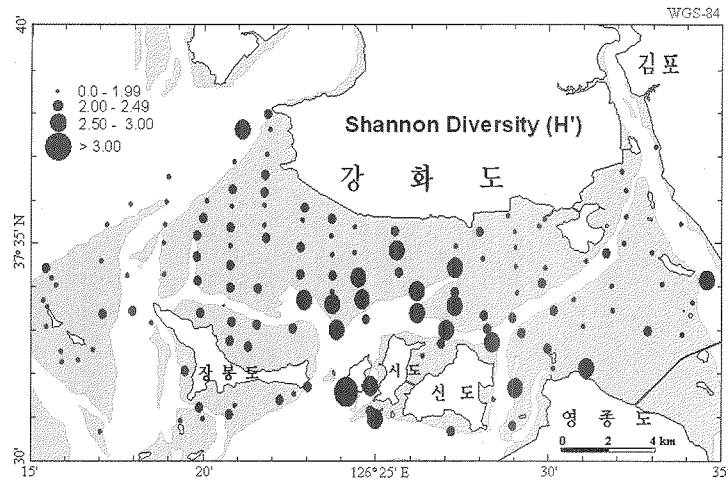 WGS-84
40'
김포
0.0 - 1.99
2.00 - 2.49
2.50 - 3.00
> 3.00
Shannon Diversity (H')
강 화 도
37° 35' N
장 봉 도
시 도
신 도
영 종 도
0 2 4 km
30'
15' 20' 126° 25' E 30' 35'